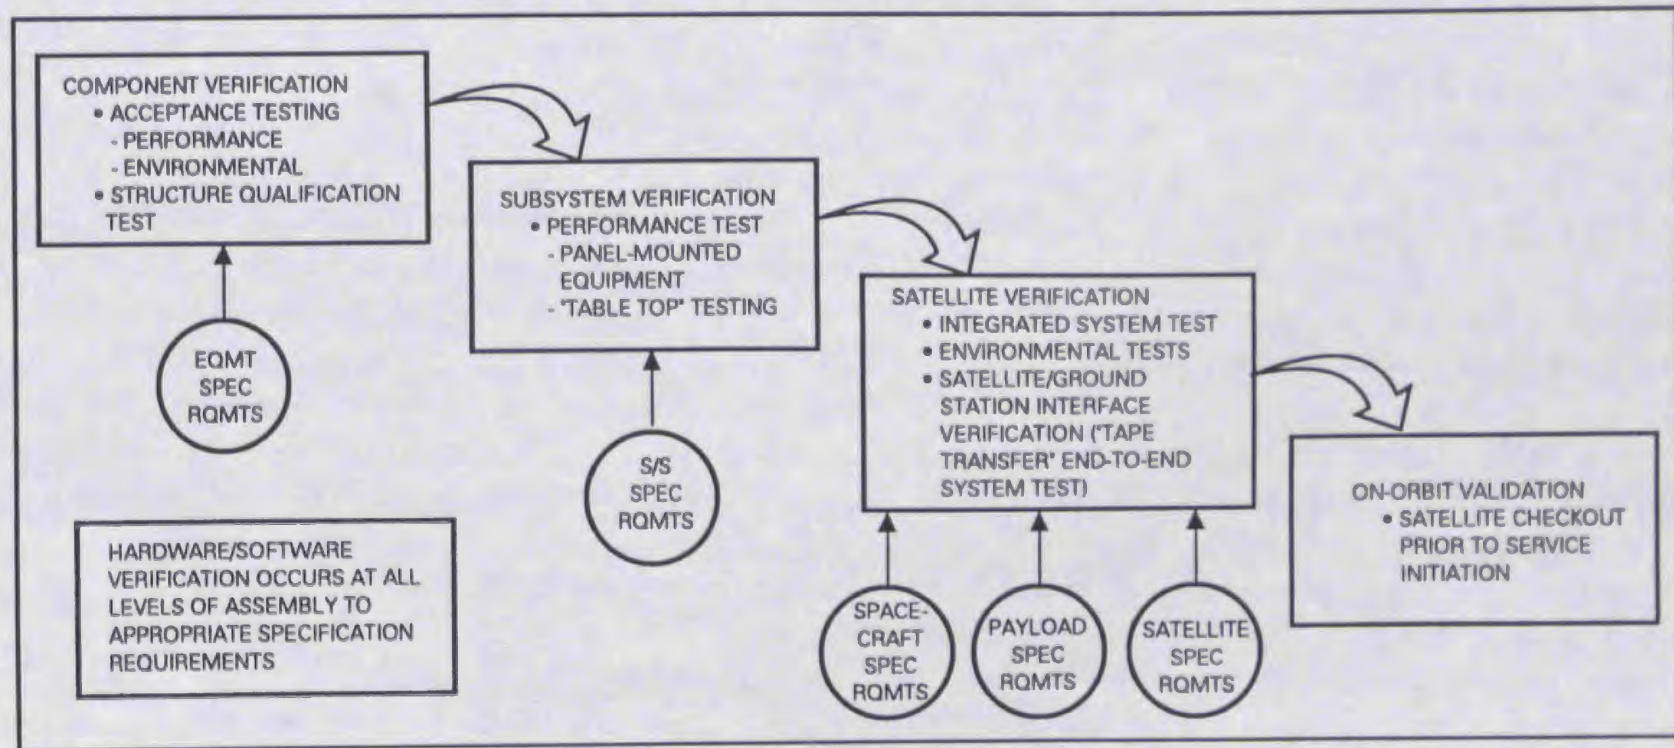 COMPONENT VERIFICATION
• ACCEPTANCE TESTING
- PERFORMANCE
- ENVIRONMENTAL
• STRUCTURE QUALIFICATION
TEST
SUBSYSTEM VERIFICATION
• PERFORMANCE TEST
- PANEL-MOUNTED
EQUIPMENT
- "TABLE TOP" TESTING
SATELLITE VERIFICATION
• INTEGRATED SYSTEM TEST
• ENVIRONMENTAL TESTS
• SATELLITE/GROUND
STATION INTERFACE
VERIFICATION ("TAPE
TRANSFER" END-TO-END
SYSTEM TEST)
ON-ORBIT VALIDATION
• SATELLITE CHECKOUT
PRIOR TO SERVICE
INITIATION
EQMT
SPEC
RQMTS
S/S
SPEC
RQMTS
SPACE-
CRAFT
SPEC
RQMTS
PAYLOAD
SPEC
RQMTS
SATELLITE
SPEC
RQMTS
HARDWARE/SOFTWARE
VERIFICATION OCCURS AT ALL
LEVELS OF ASSEMBLY TO
APPROPRIATE SPECIFICATION
REQUIREMENTS